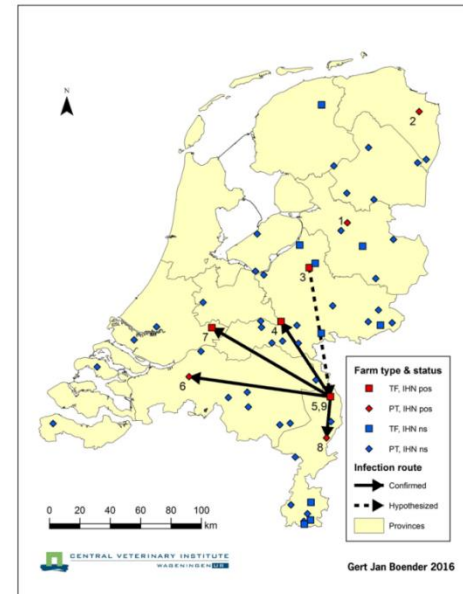 N
2
1
3
4
7
6
5,9
8
Farm type & status
TF, IHN pos
PT, IHN pos
TF, IHN ns
PT, IHN ns
Infection route
Confirmed
Hypothesized
Provinces
0 20 40 60 80 100
km
CENTRAL VETERINARY INSTITUTE
WAGENINGEN UR
Gert Jan Boender 2016